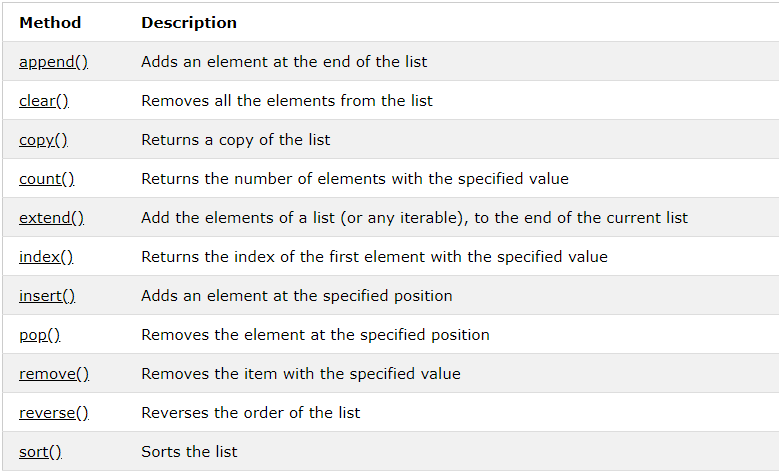 Method Description
append() Adds an element at the end of the list
clear() Removes all the elements from the list
copy() Returns a copy of the list
count() Returns the number of elements with the specified value
extend() Add the elements of a list (or any iterable), to the end of the current list
index() Returns the index of the first element with the specified value
insert() Adds an element at the specified position
pop() Removes the element at the specified position
remove() Removes the item with the specified value
reverse() Reverses the order of the list
sort() Sorts the list